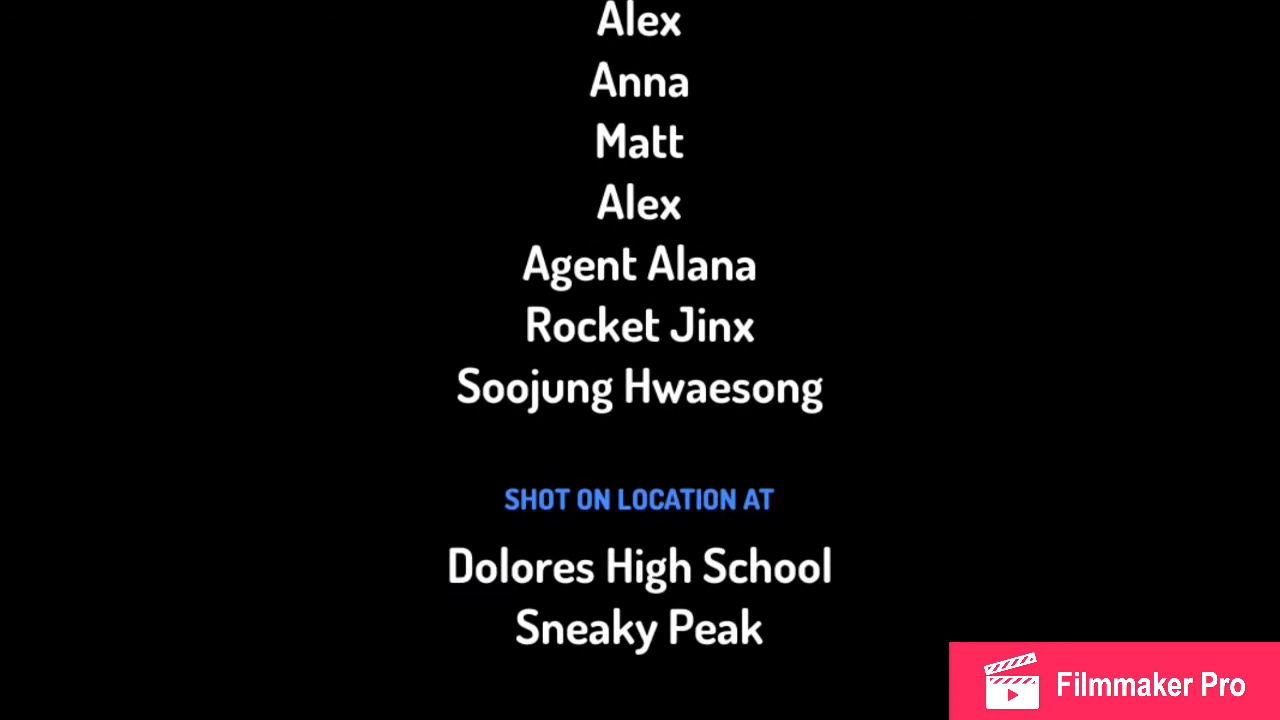 Alex
Anna
Matt
Alex
Agent Alana
Rocket Jinx
Soojung Hwaesong
SHOT ON LOCATION AT
Dolores High School
Sneaky Peak
Filmmaker Pro